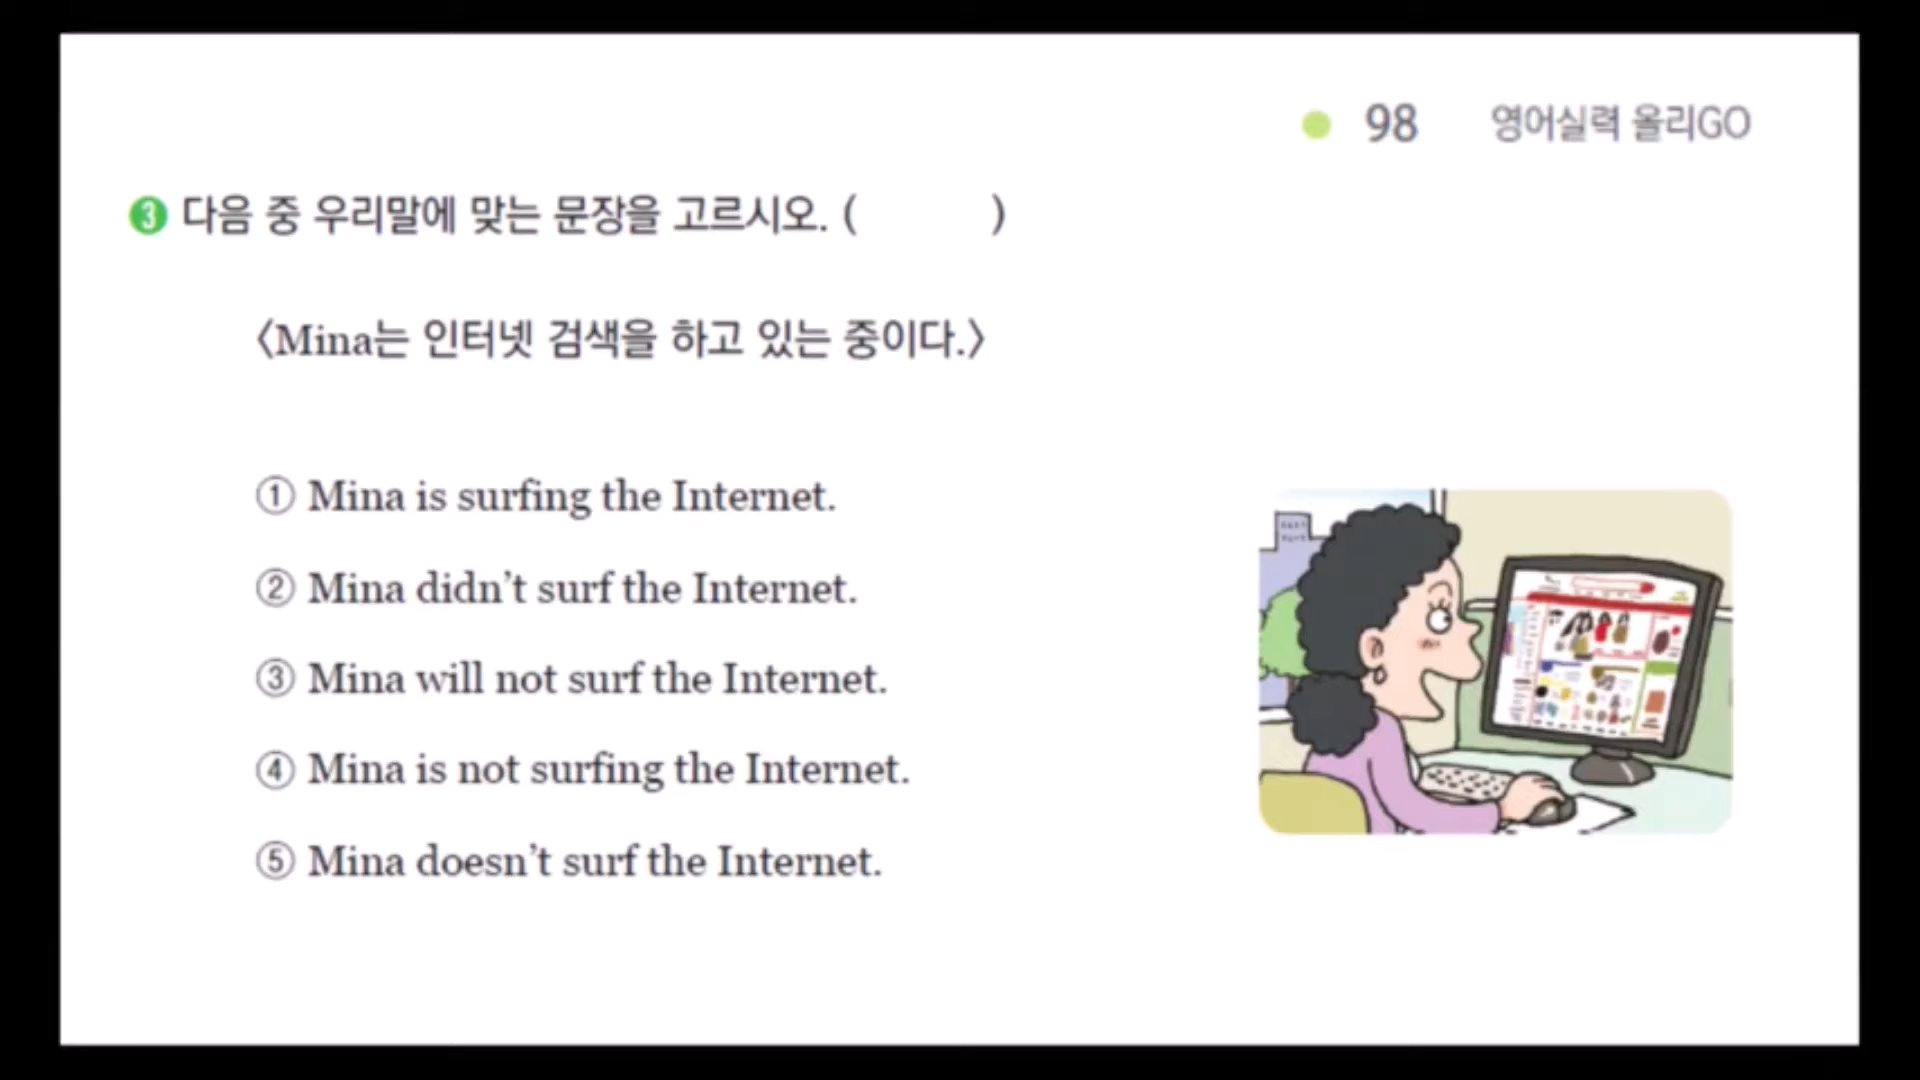 98 영어실력 올리GO
3 다음 중 우리말에 맞는 문장을 고르시오. ( )
〈Mina는 인터넷 검색을 하고 있는 중이다.〉
① Mina is surfing the Internet.
② Mina didn’t surf the Internet.
③ Mina will not surf the Internet.
④ Mina is not surfing the Internet.
⑤ Mina doesn’t surf the Internet.